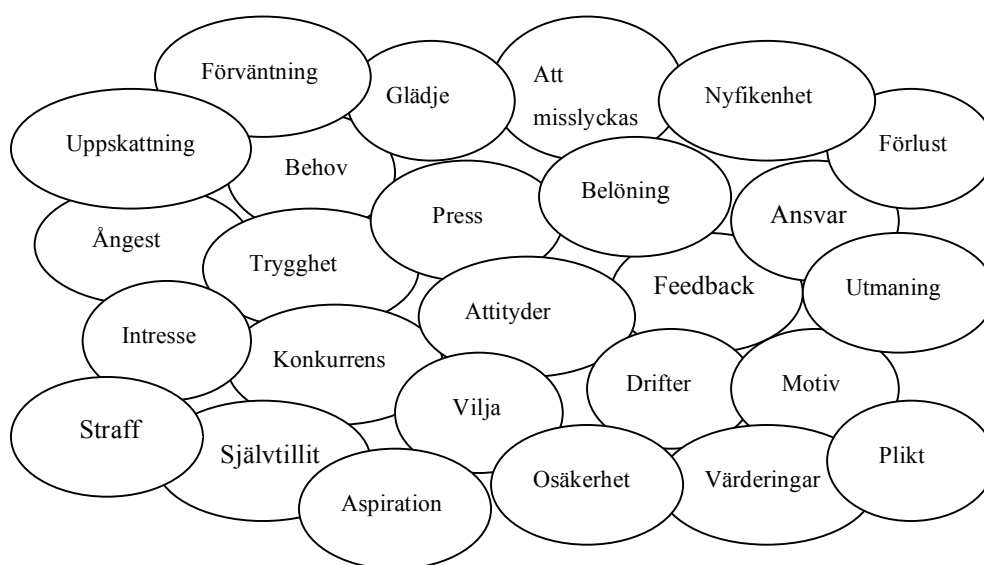 Förväntning
Glädje
Att
misslyckas
Nyfikenhet
Förlust
Uppskattning
Behov
Belöning
Ansvar
Press
Ångest
Trygghet
Feedback
Utmaning
Attityder
Intresse
Konkurrens
Drifter
Motiv
Vilja
Straff
Självtillit
Plikt
Osäkerhet
Värderingar
Aspiration